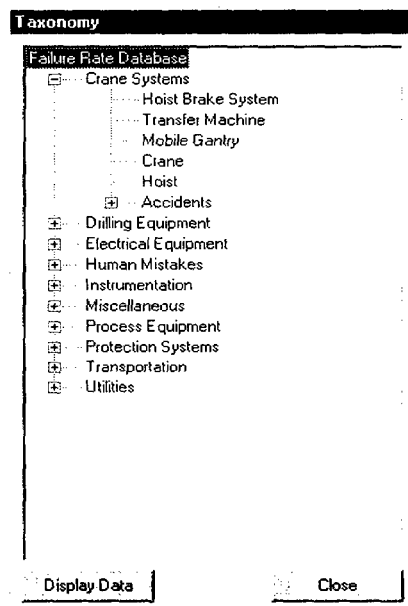 Taxonomy
Failure Rate Database
Crane Systems
Hoist Brake System
Transfer Machine
Mobile Gantry
Crane
Hoist
Accidents
Drilling Equipment
Electrical Equipment
Human Mistakes
Instrumentation
Miscellaneous
Process Equipment
Protection Systems
Transportation
Utilities
Display Data Close